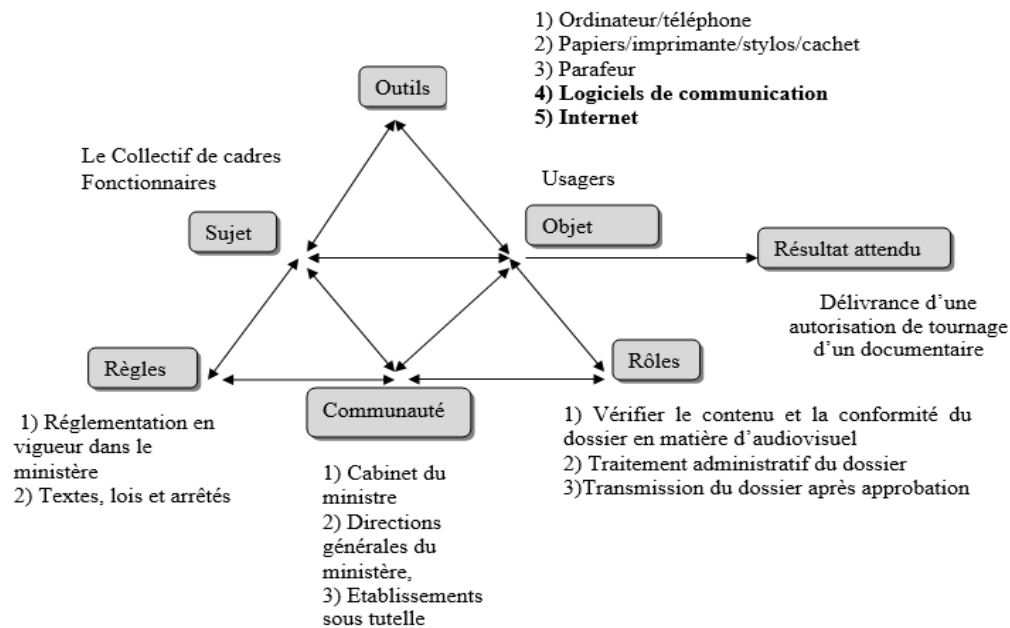 1) Ordinateur/téléphone
2) Papiers/imprimante/stylos/cachet
3) Parafeur
4) Logiciels de communication
5) Internet
Outils
Le Collectif de cadres
Fonctionnaires
Usagers
Sujet
Objet
Résultat attendu
Délivrance d’une
autorisation de tournage
d’un documentaire
Règles
Communauté
Rôles
1) Réglementation en
vigueur dans le
ministère
2) Textes, lois et arrêtés
1) Cabinet du
ministre
2) Directions
générales du
ministère,
3) Etablissements
sous tutelle
1) Vérifier le contenu et la conformité du
dossier en matière d’audiovisuel
2) Traitement administratif du dossier
3)Transmission du dossier après approbation